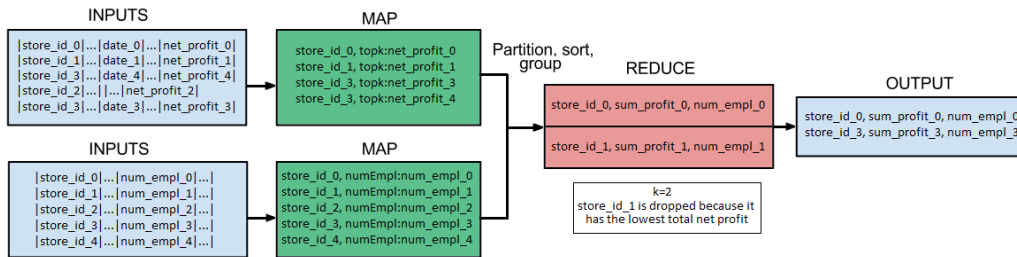 INPUTS
|store_id_0|...|date_0|...|net_profit_0|
|store_id_1|...|date_1|...|net_profit_1|
|store_id_3|...|date_4|...|net_profit_4|
|store_id_2|...||...|net_profit_2|
|store_id_3|...|date_3|...|net_profit_3|
MAP
store_id_0, topk:net_profit_0
store_id_1, topk:net_profit_1
store_id_3, topk:net_profit_3
store_id_3, topk:net_profit_4
Partition, sort,
group
REDUCE
store_id_0, sum_profit_0, num_empl_0
store_id_1, sum_profit_1, num_empl_1
OUTPUT
store_id_0, sum_profit_0, num_empl_0
store_id_3, sum_profit_3, num_empl_3
INPUTS
|store_id_0|...|num_empl_0|...|
|store_id_1|...|num_empl_1|...|
|store_id_2|...|num_empl_2|...|
|store_id_3|...|num_empl_3|...|
|store_id_4|...|num_empl_4|...|
MAP
store_id_0, numEmpl:num_empl_0
store_id_1, numEmpl:num_empl_1
store_id_2, numEmpl:num_empl_2
store_id_3, numEmpl:num_empl_3
store_id_4, numEmpl:num_empl_4
k=2
store_id_1 is dropped because it
has the lowest total net profit